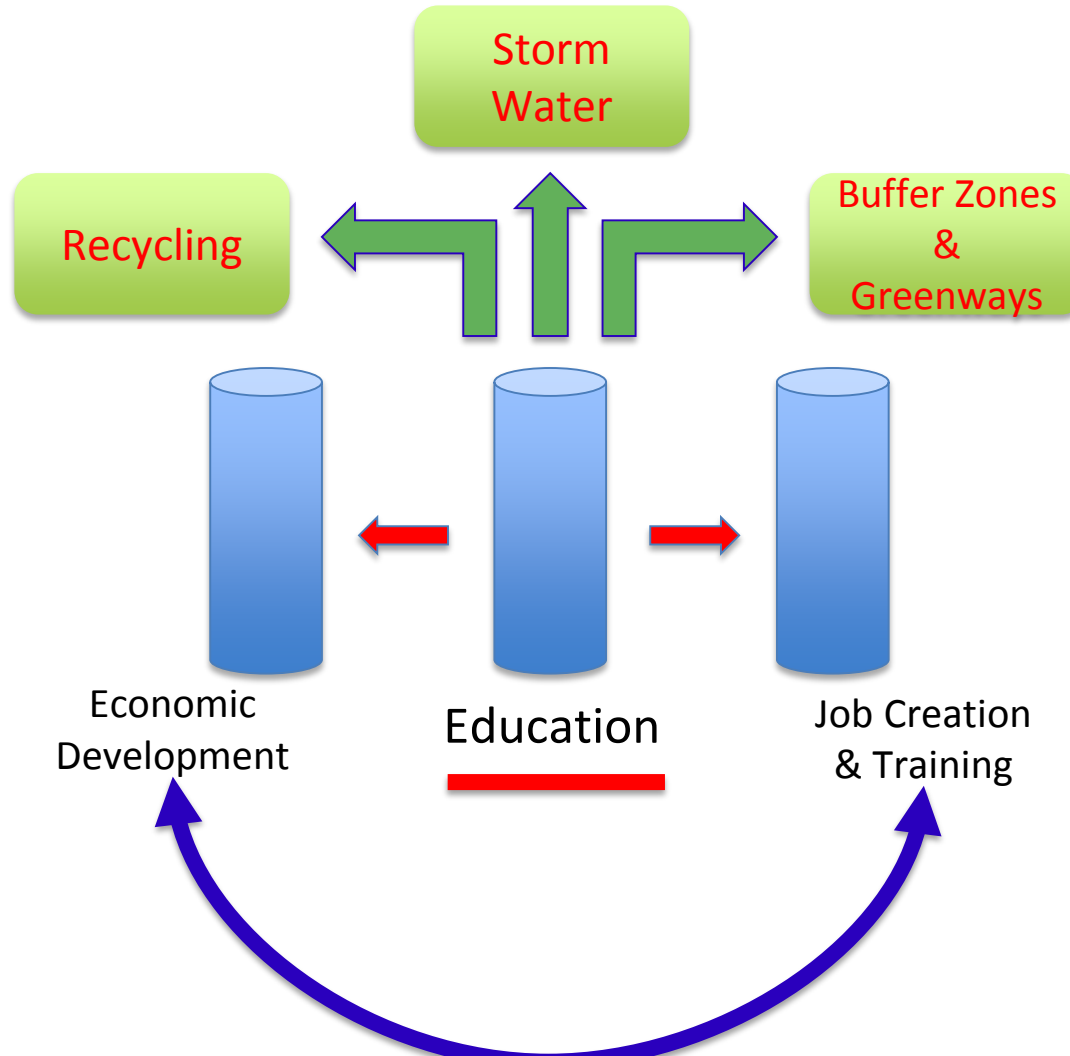 Storm
Water
Recycling
Buffer Zones
&
Greenways
Economic
Development
Education
Job Creation
& Training